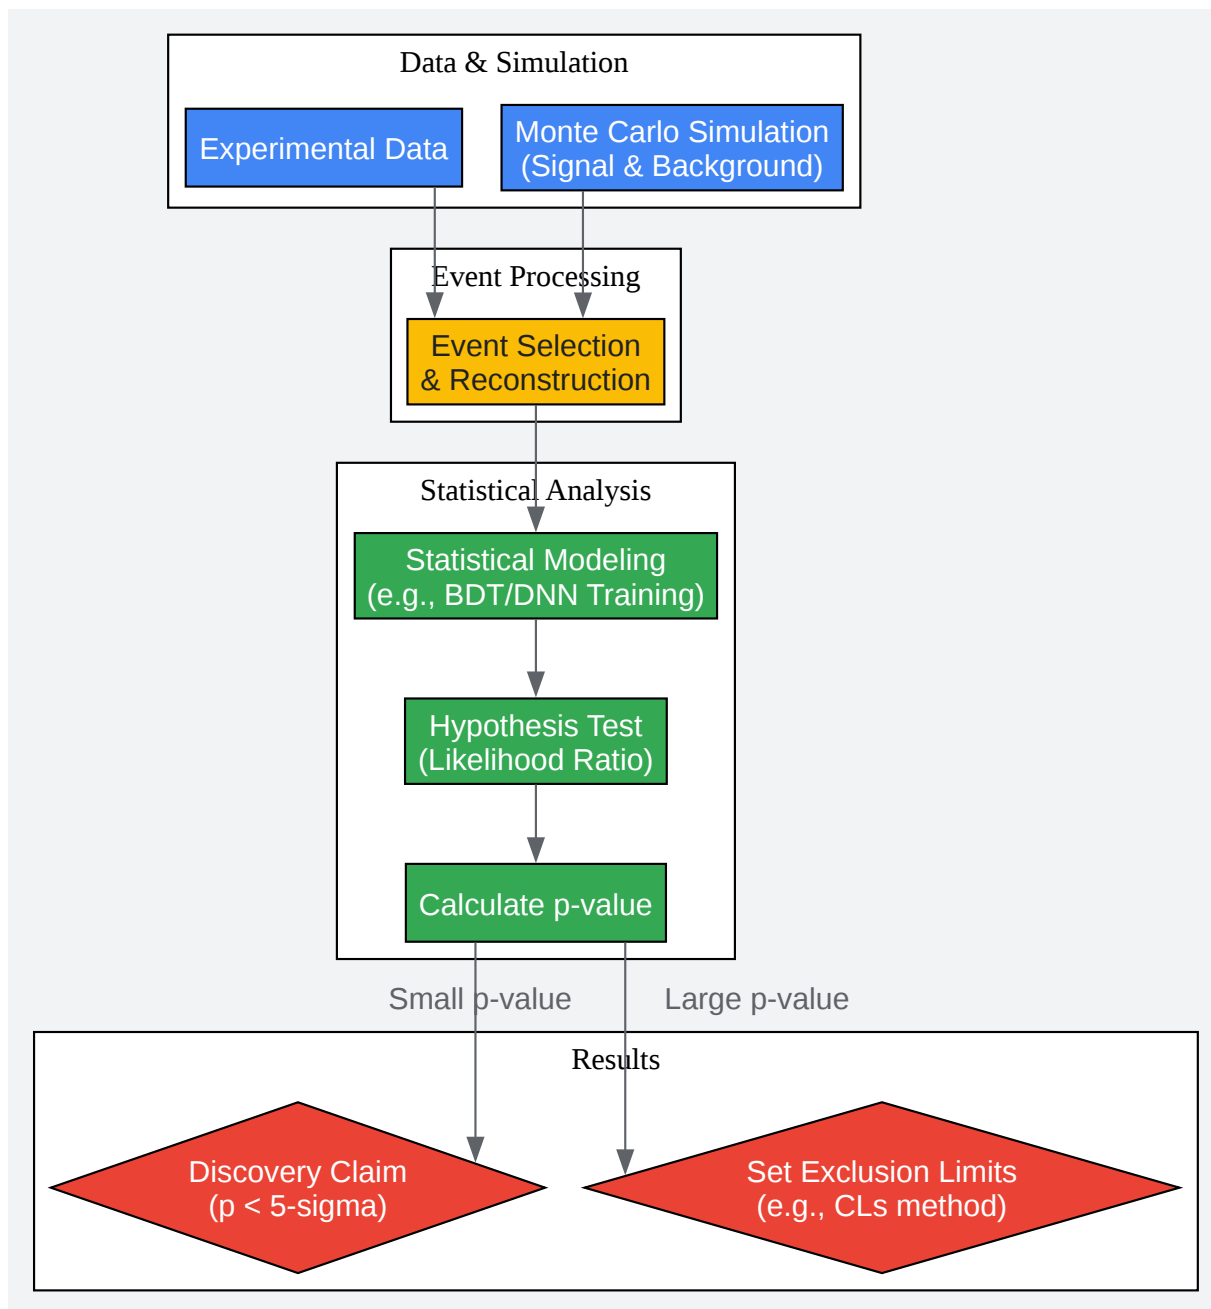 Data & Simulation
Experimental Data
Monte Carlo Simulation
(Signal & Background)
Event Processing
Event Selection
& Reconstruction
Statistical Analysis
Statistical Modeling
(e.g., BDT/DNN Training)
Hypothesis Test
(Likelihood Ratio)
Calculate p-value
Small p-value
Large p-value
Results
Discovery Claim
(p < 5-sigma)
Set Exclusion Limits
(e.g., CLs method)